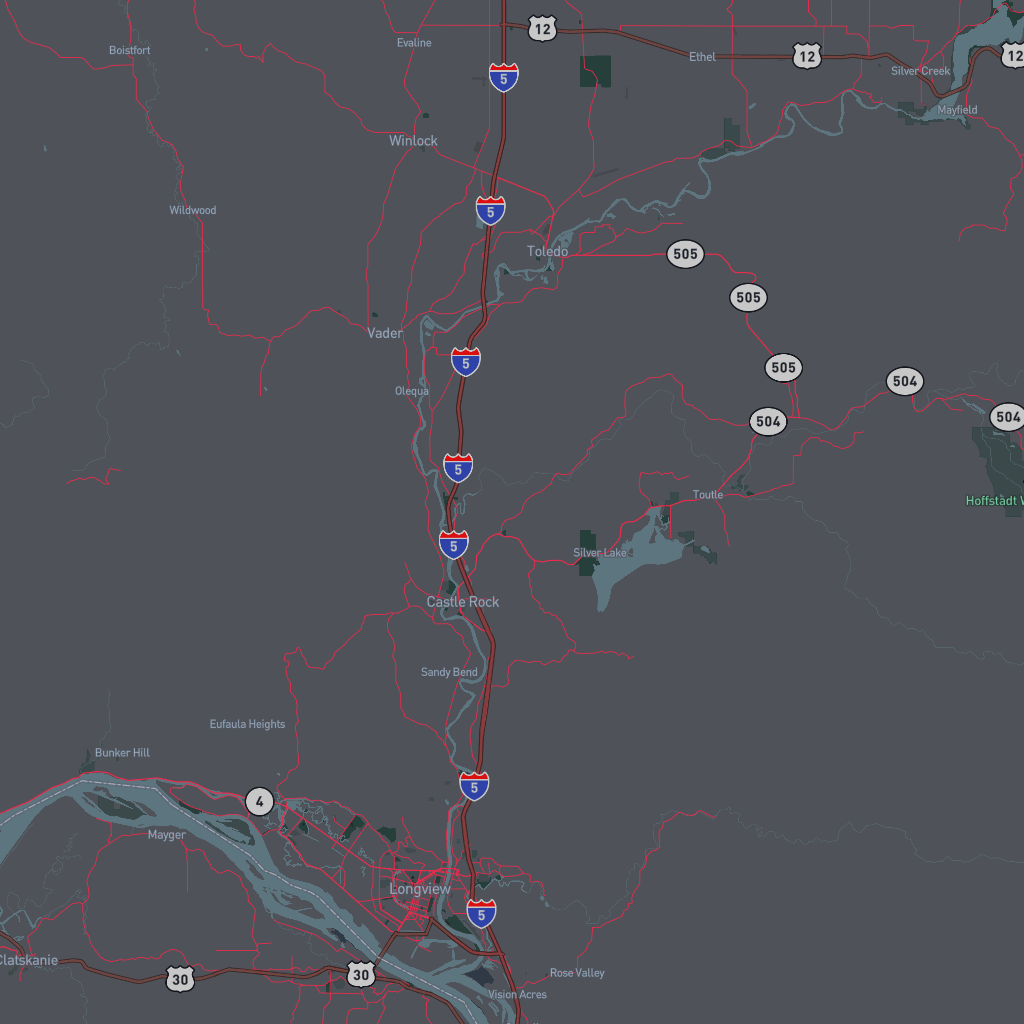 12
Evaline
Boistfort
Ethel
12
12
Silver Creek
5
Mayfield
Winlock
Wildwood
5
Toledo
505
505
Vader
5
505
504
Olequa
504
504
5
Toutle
Hoffstadt W
5
Silver Lake
Castle Rock
Sandy Bend
Eufaula Heights
Bunker Hill
5
4
Mayger
Longview
5
Clatskanie
30
30
Rose Valley
Vision Acres